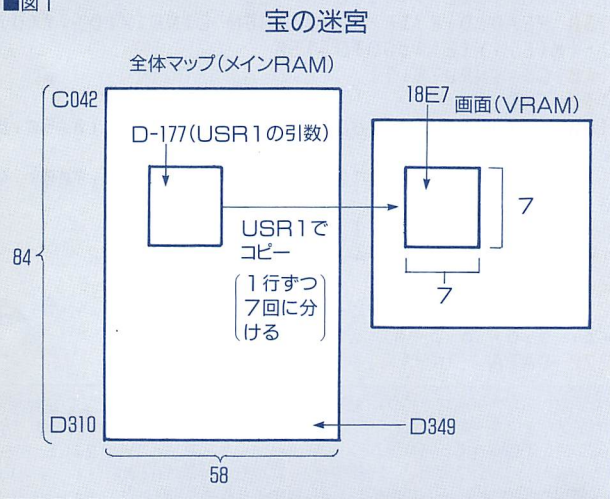 ■図1
宝の迷宮
全体マップ(メインRAM)
C042
18E7
画面(VRAM)
D-177(USR1の引数)
USR1で
コピー
(1行ずつ
7回に分
ける)
7
7
84
D310
D349
58